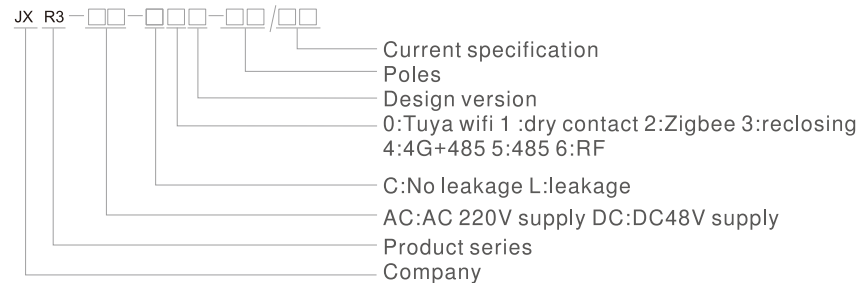 JX R3-□□-□□□-□□/□□
Current specification
Poles
Design version
0:Tuya wifi 1 :dry contact 2:Zigbee 3:reclosing
4:4G+485 5:485 6:RF
C:No leakage L:leakage
AC:AC 220V supply DC:DC48V supply
Product series
Company